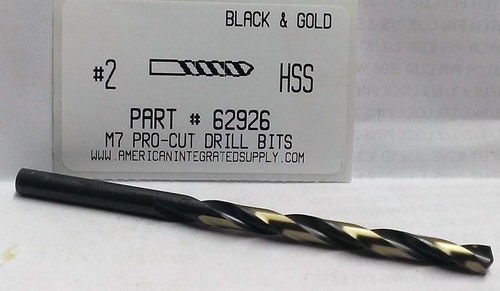 BLACK & GOLD
#2
HSS
PART # 62926
M7 PRO-CUT DRILL BITS
WWW.AMERICANINTEGRATEDSUPPLY.COM